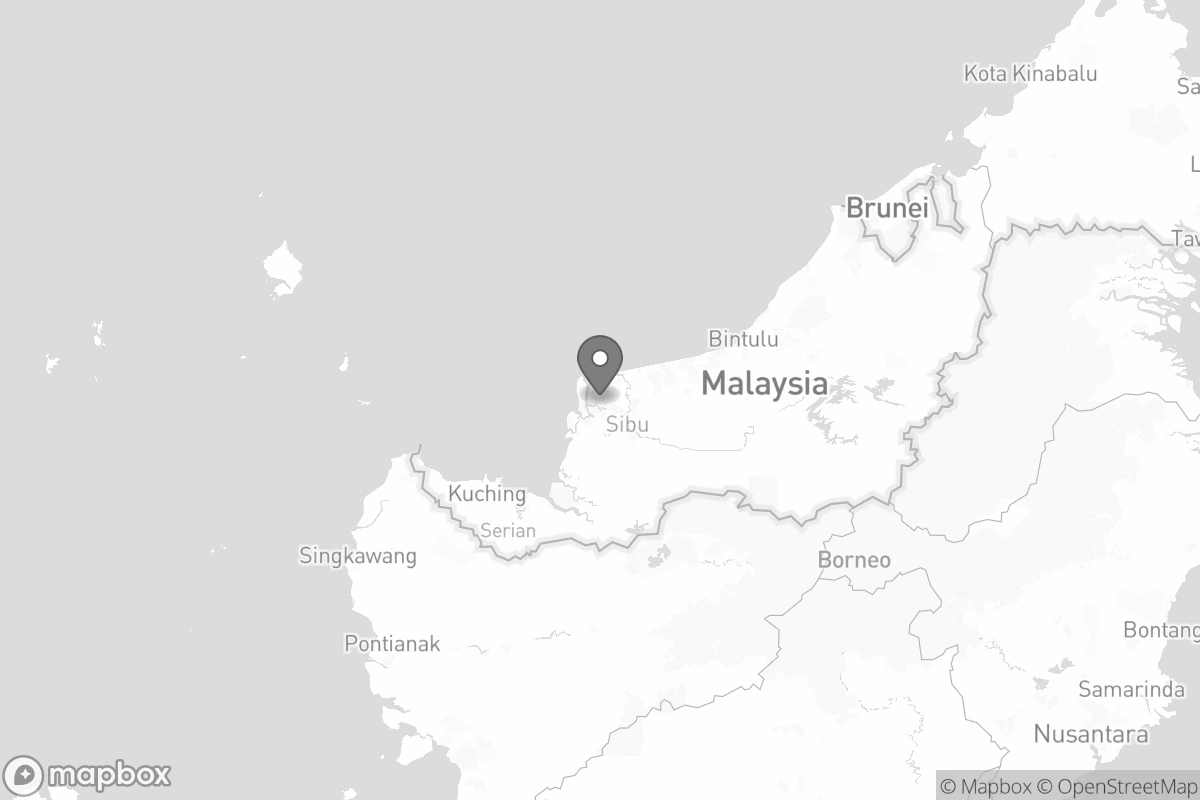 Kota Kinabalu
Sa
L
Brunei
Taw
Bintulu
Malaysia
Sibu
Kuching
Serian
Singkawang
Borneo
Pontianak
Bontang
Samarinda
Nusantara
mapbox
© Mapbox © OpenStreetMap